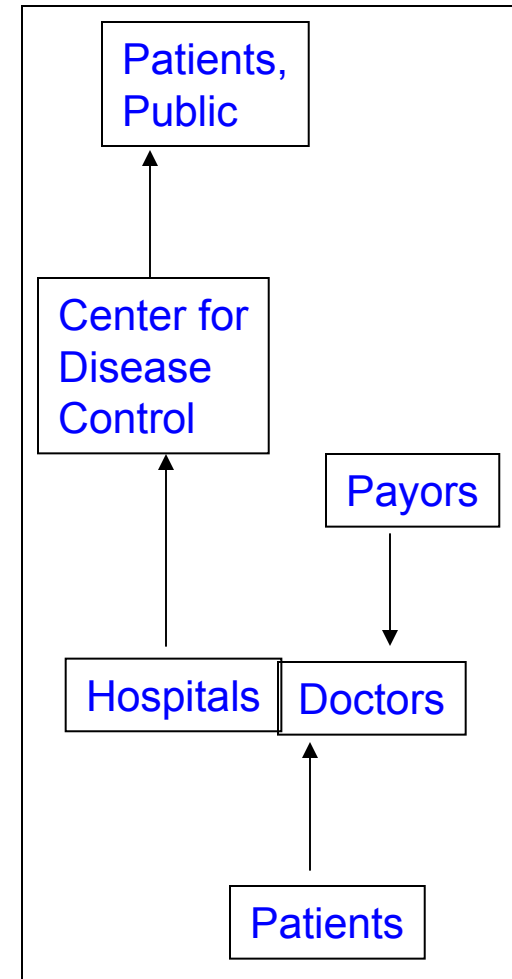 Patients,
Public
Center for
Disease
Control
Payors
Hospitals
Doctors
Patients